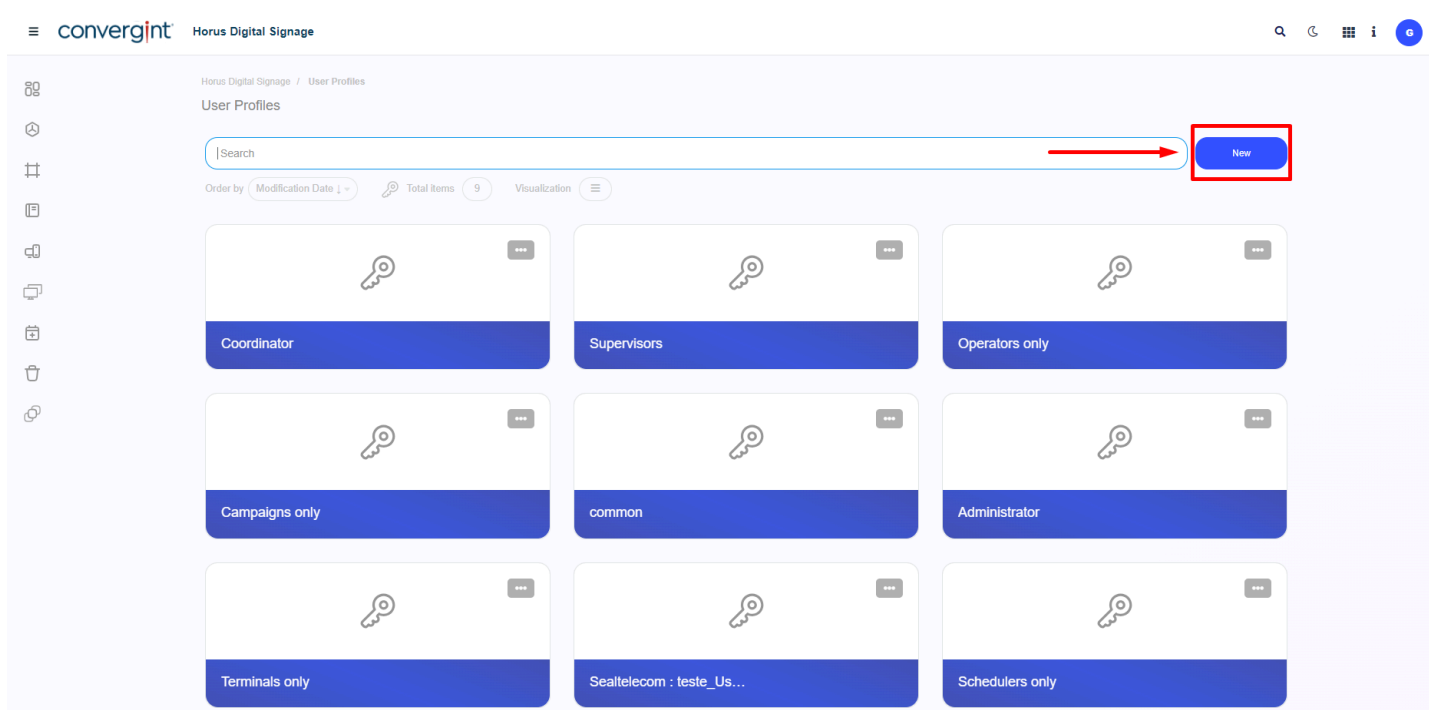 convergint Horus Digital Signage
G
Horus Digital Signage / User Profiles
User Profiles
Search
New
Order by Modification Date ↓ Total items 9 Visualization
Coordinator Supervisors Operators only
Campaigns only common Administrator
Terminals only Sealtelecom : teste_Us... Schedulers only